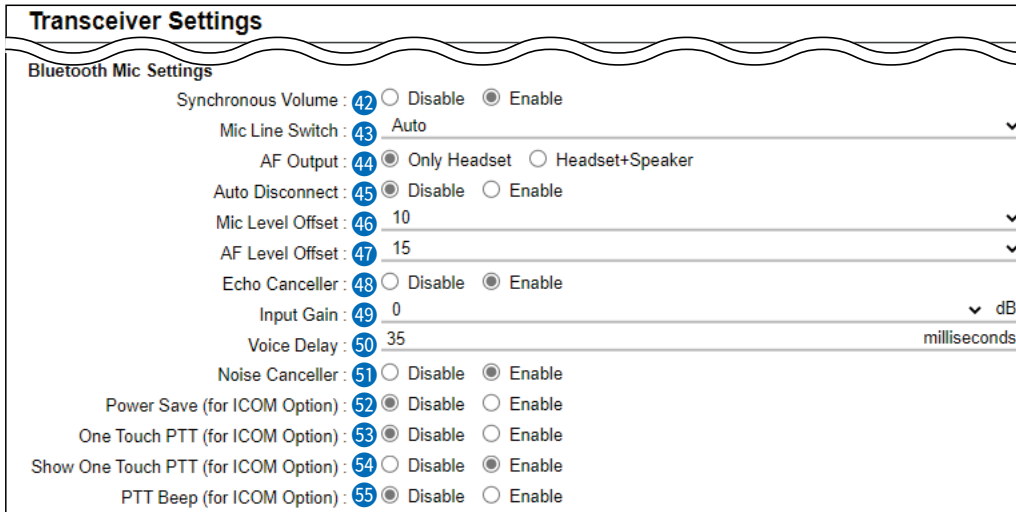 Transceiver Settings
Bluetooth Mic Settings
Synchronous Volume : 42 Disable Enable
Mic Line Switch : 43 Auto
AF Output : 44 Only Headset Headset+Speaker
Auto Disconnect : 45 Disable Enable
Mic Level Offset : 46 10
AF Level Offset : 47 15
Echo Canceller : 48 Disable Enable
Input Gain : 49 0 dB
Voice Delay : 50 35 milliseconds
Noise Canceller : 51 Disable Enable
Power Save (for ICOM Option) : 52 Disable Enable
One Touch PTT (for ICOM Option) : 53 Disable Enable
Show One Touch PTT (for ICOM Option) : 54 Disable Enable
PTT Beep (for ICOM Option) : 55 Disable Enable